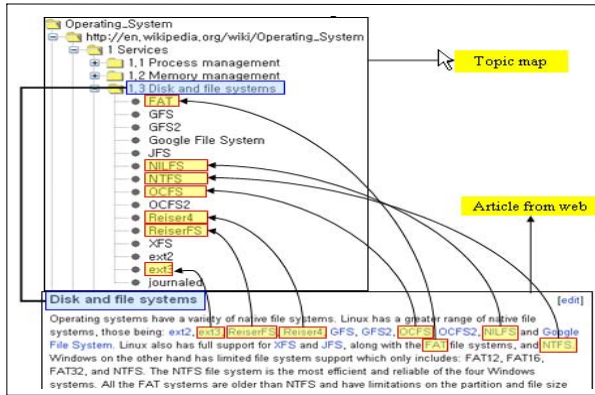 Operating_System
http://en.wikipedia.org/wiki/Operating_System
1 Services
1,1 Process management
1,2 Memory management
1,3 Disk and file systems
FAT
GFS
GFS2
Google File System
JFS
NILFS
NTFS
OCFS
OCFS2
Reiser4
ReiserFS
XFS
ext2
ext3
journaled
Topic map
Article from web
Disk and file systems [edit]
Operating systems have a variety of native file systems. Linux has a greater range of native file
systems, those being: ext2, ext3, ReiserFS, Reiser4, GFS, GFS2, OCFS, OCFS2, NILFS and Google
File System. Linux also has full support for XFS and JFS, along with the FAT file systems, and NTFS.
Windows on the other hand has limited file system support which only includes: FAT12, FAT16,
FAT32, and NTFS. The NTFS file system is the most efficient and reliable of the four Windows
systems. All the FAT systems are older than NTFS and have limitations on the partition and file size